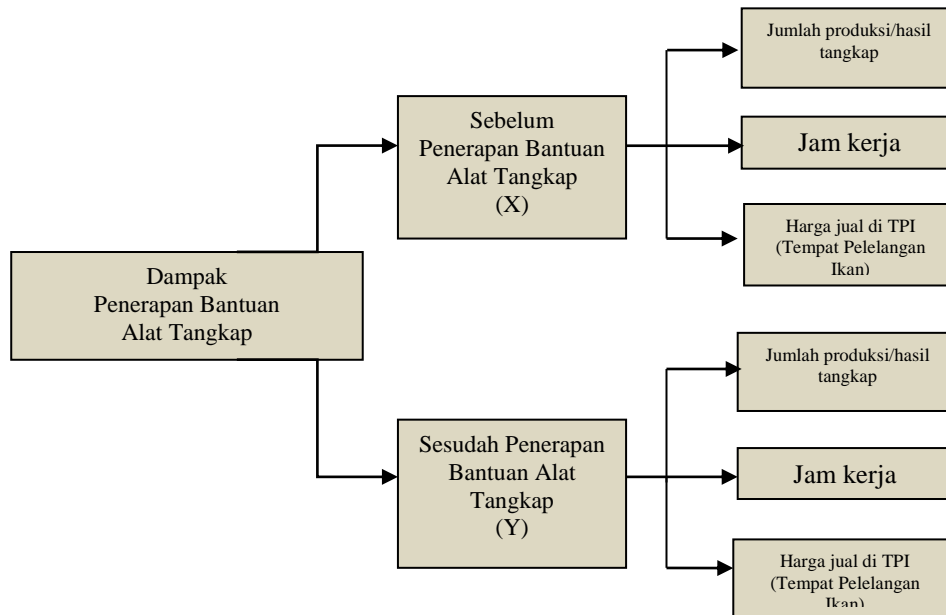 Jumlah produksi/hasil
tangkap
Sebelum
Penerapan Bantuan
Alat Tangkap
(X)
Jam kerja
Harga jual di TPI
(Tempat Pelelangan
Ikan)
Dampak
Penerapan Bantuan
Alat Tangkap
Jumlah produksi/hasil
tangkap
Sesudah Penerapan
Bantuan Alat
Tangkap
(Y)
Jam kerja
Harga jual di TPI
(Tempat Pelelangan
Ikan)